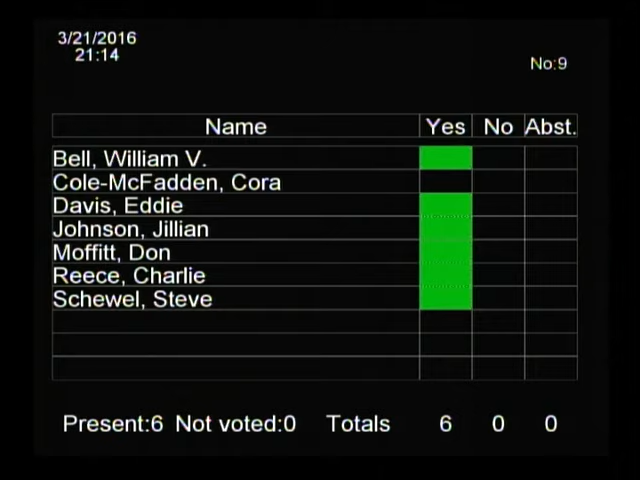 3/21/2016
21:14
No:9
Name Yes No Abst.
Bell, William V.
Cole-McFadden, Cora
Davis, Eddie
Johnson, Jillian
Moffitt, Don
Reece, Charlie
Schewel, Steve
Present:6 Not voted:0 Totals 6 0 0